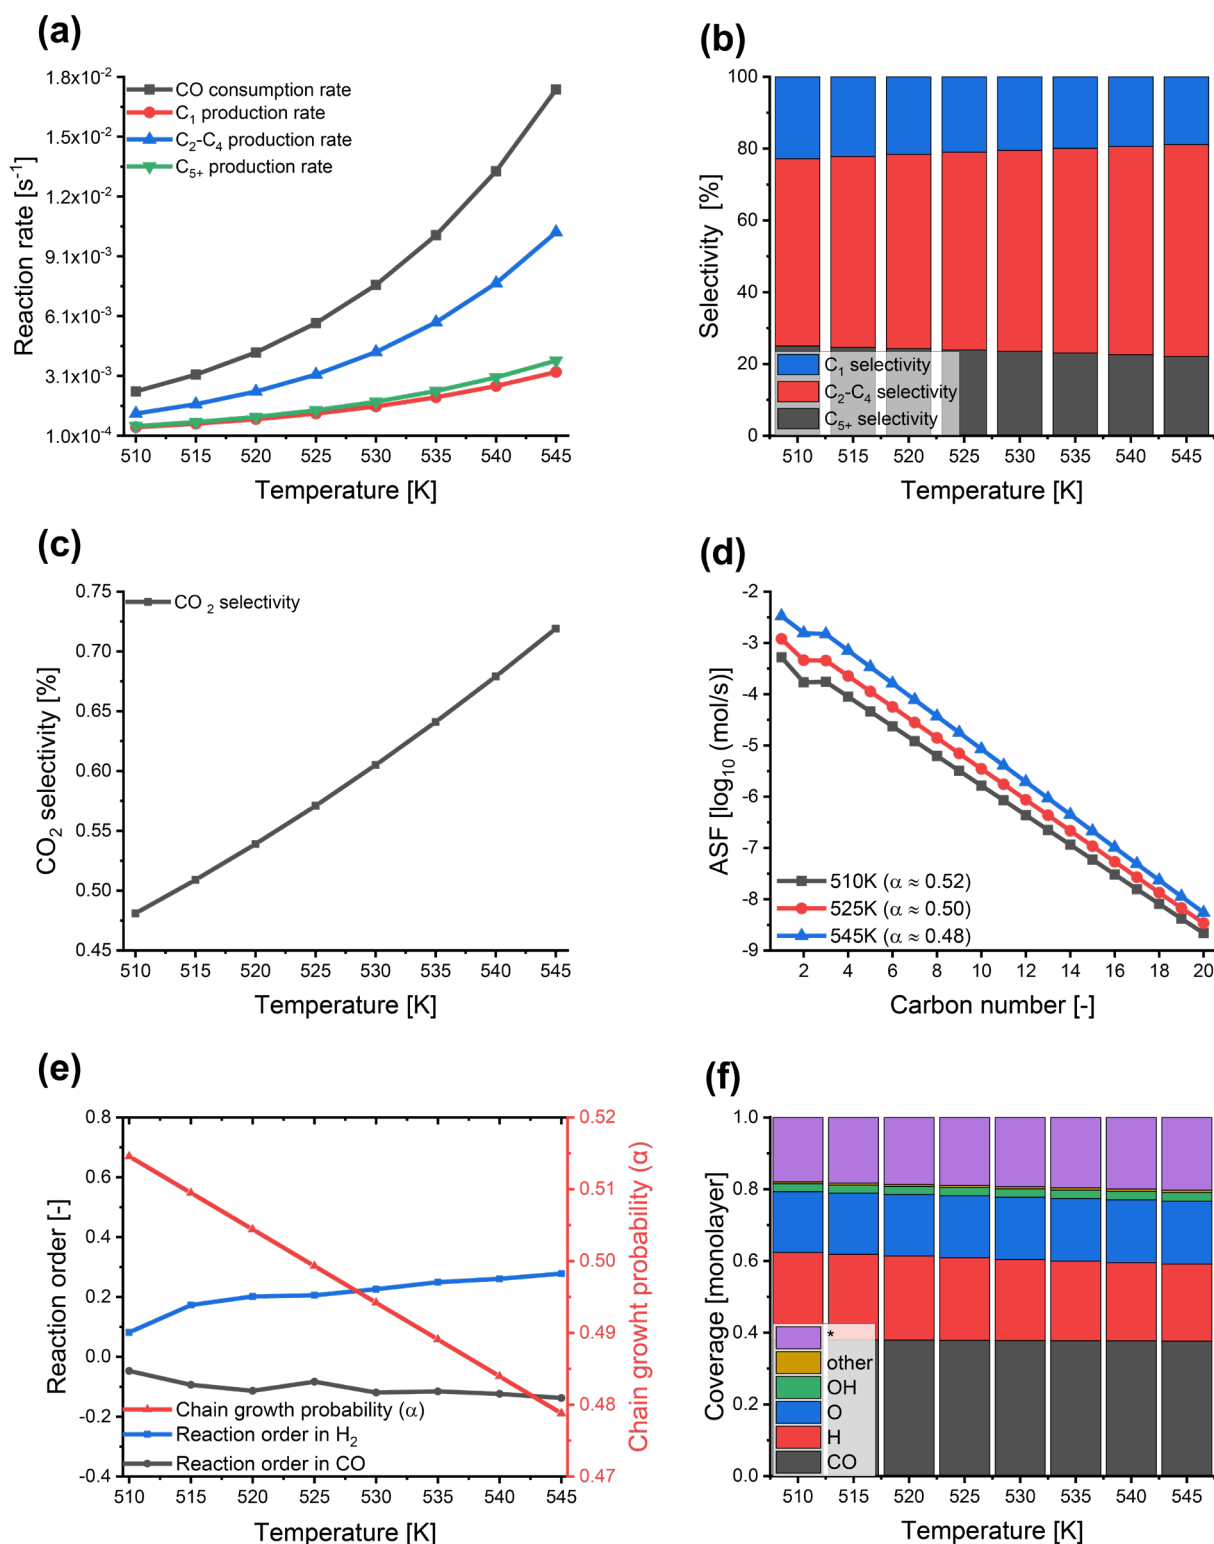 (a)
1.8x10⁻²
1.5x10⁻²
1.2x10⁻²
9.1x10⁻³
6.1x10⁻³
3.1x10⁻³
1.0x10⁻⁴
Reaction rate [s⁻¹]
CO consumption rate
C₁ production rate
C₂-C₄ production rate
C₅₊ production rate
510 515 520 525 530 535 540 545
Temperature [K]
(b)
100
80
60
40
20
0
Selectivity [%]
C₁ selectivity
C₂-C₄ selectivity
C₅₊ selectivity
510 515 520 525 530 535 540 545
Temperature [K]
(c)
0.75
0.70
0.65
0.60
0.55
0.50
0.45
CO₂ selectivity [%]
CO ₂ selectivity
510 515 520 525 530 535 540 545
Temperature [K]
(d)
-2
-3
-4
-5
-6
-7
-8
-9
ASF [log₁₀ (mol/s)]
510K (α ≈ 0.52)
525K (α ≈ 0.50)
545K (α ≈ 0.48)
2 4 6 8 10 12 14 16 18 20
Carbon number [-]
(e)
0.8
0.6
0.4
0.2
0.0
-0.2
-0.4
Reaction order [-]
Chain growth probability (α)
Reaction order in H₂
Reaction order in CO
0.52
0.51
0.50
0.49
0.48
0.47
Chain growht probability (α)
510 515 520 525 530 535 540 545
Temperature [K]
(f)
1.0
0.8
0.6
0.4
0.2
0.0
Coverage [monolayer]
*
other
OH
O
H
CO
510 515 520 525 530 535 540 545
Temperature [K]